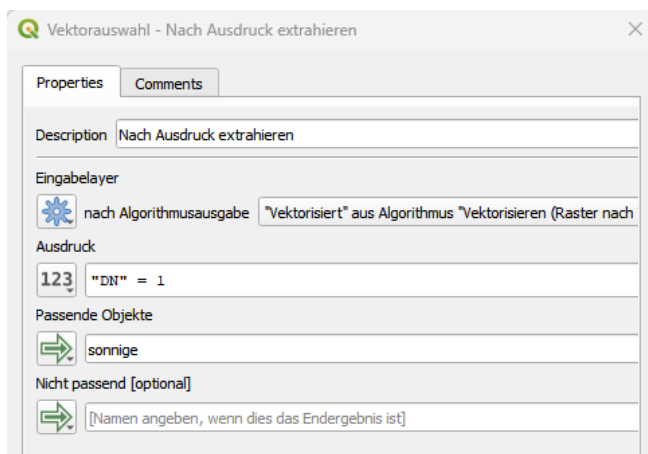 Vektorauswahl - Nach Ausdruck extrahieren
Properties Comments
Description Nach Ausdruck extrahieren
Eingabelayer
nach Algorithmusausgabe "Vektorisiert" aus Algorithmus "Vektorisieren (Raster nach
Ausdruck
123 "DN" = 1
Passende Objekte
sonnige
Nicht passend [optional]
[Namen angeben, wenn dies das Endergebnis ist]